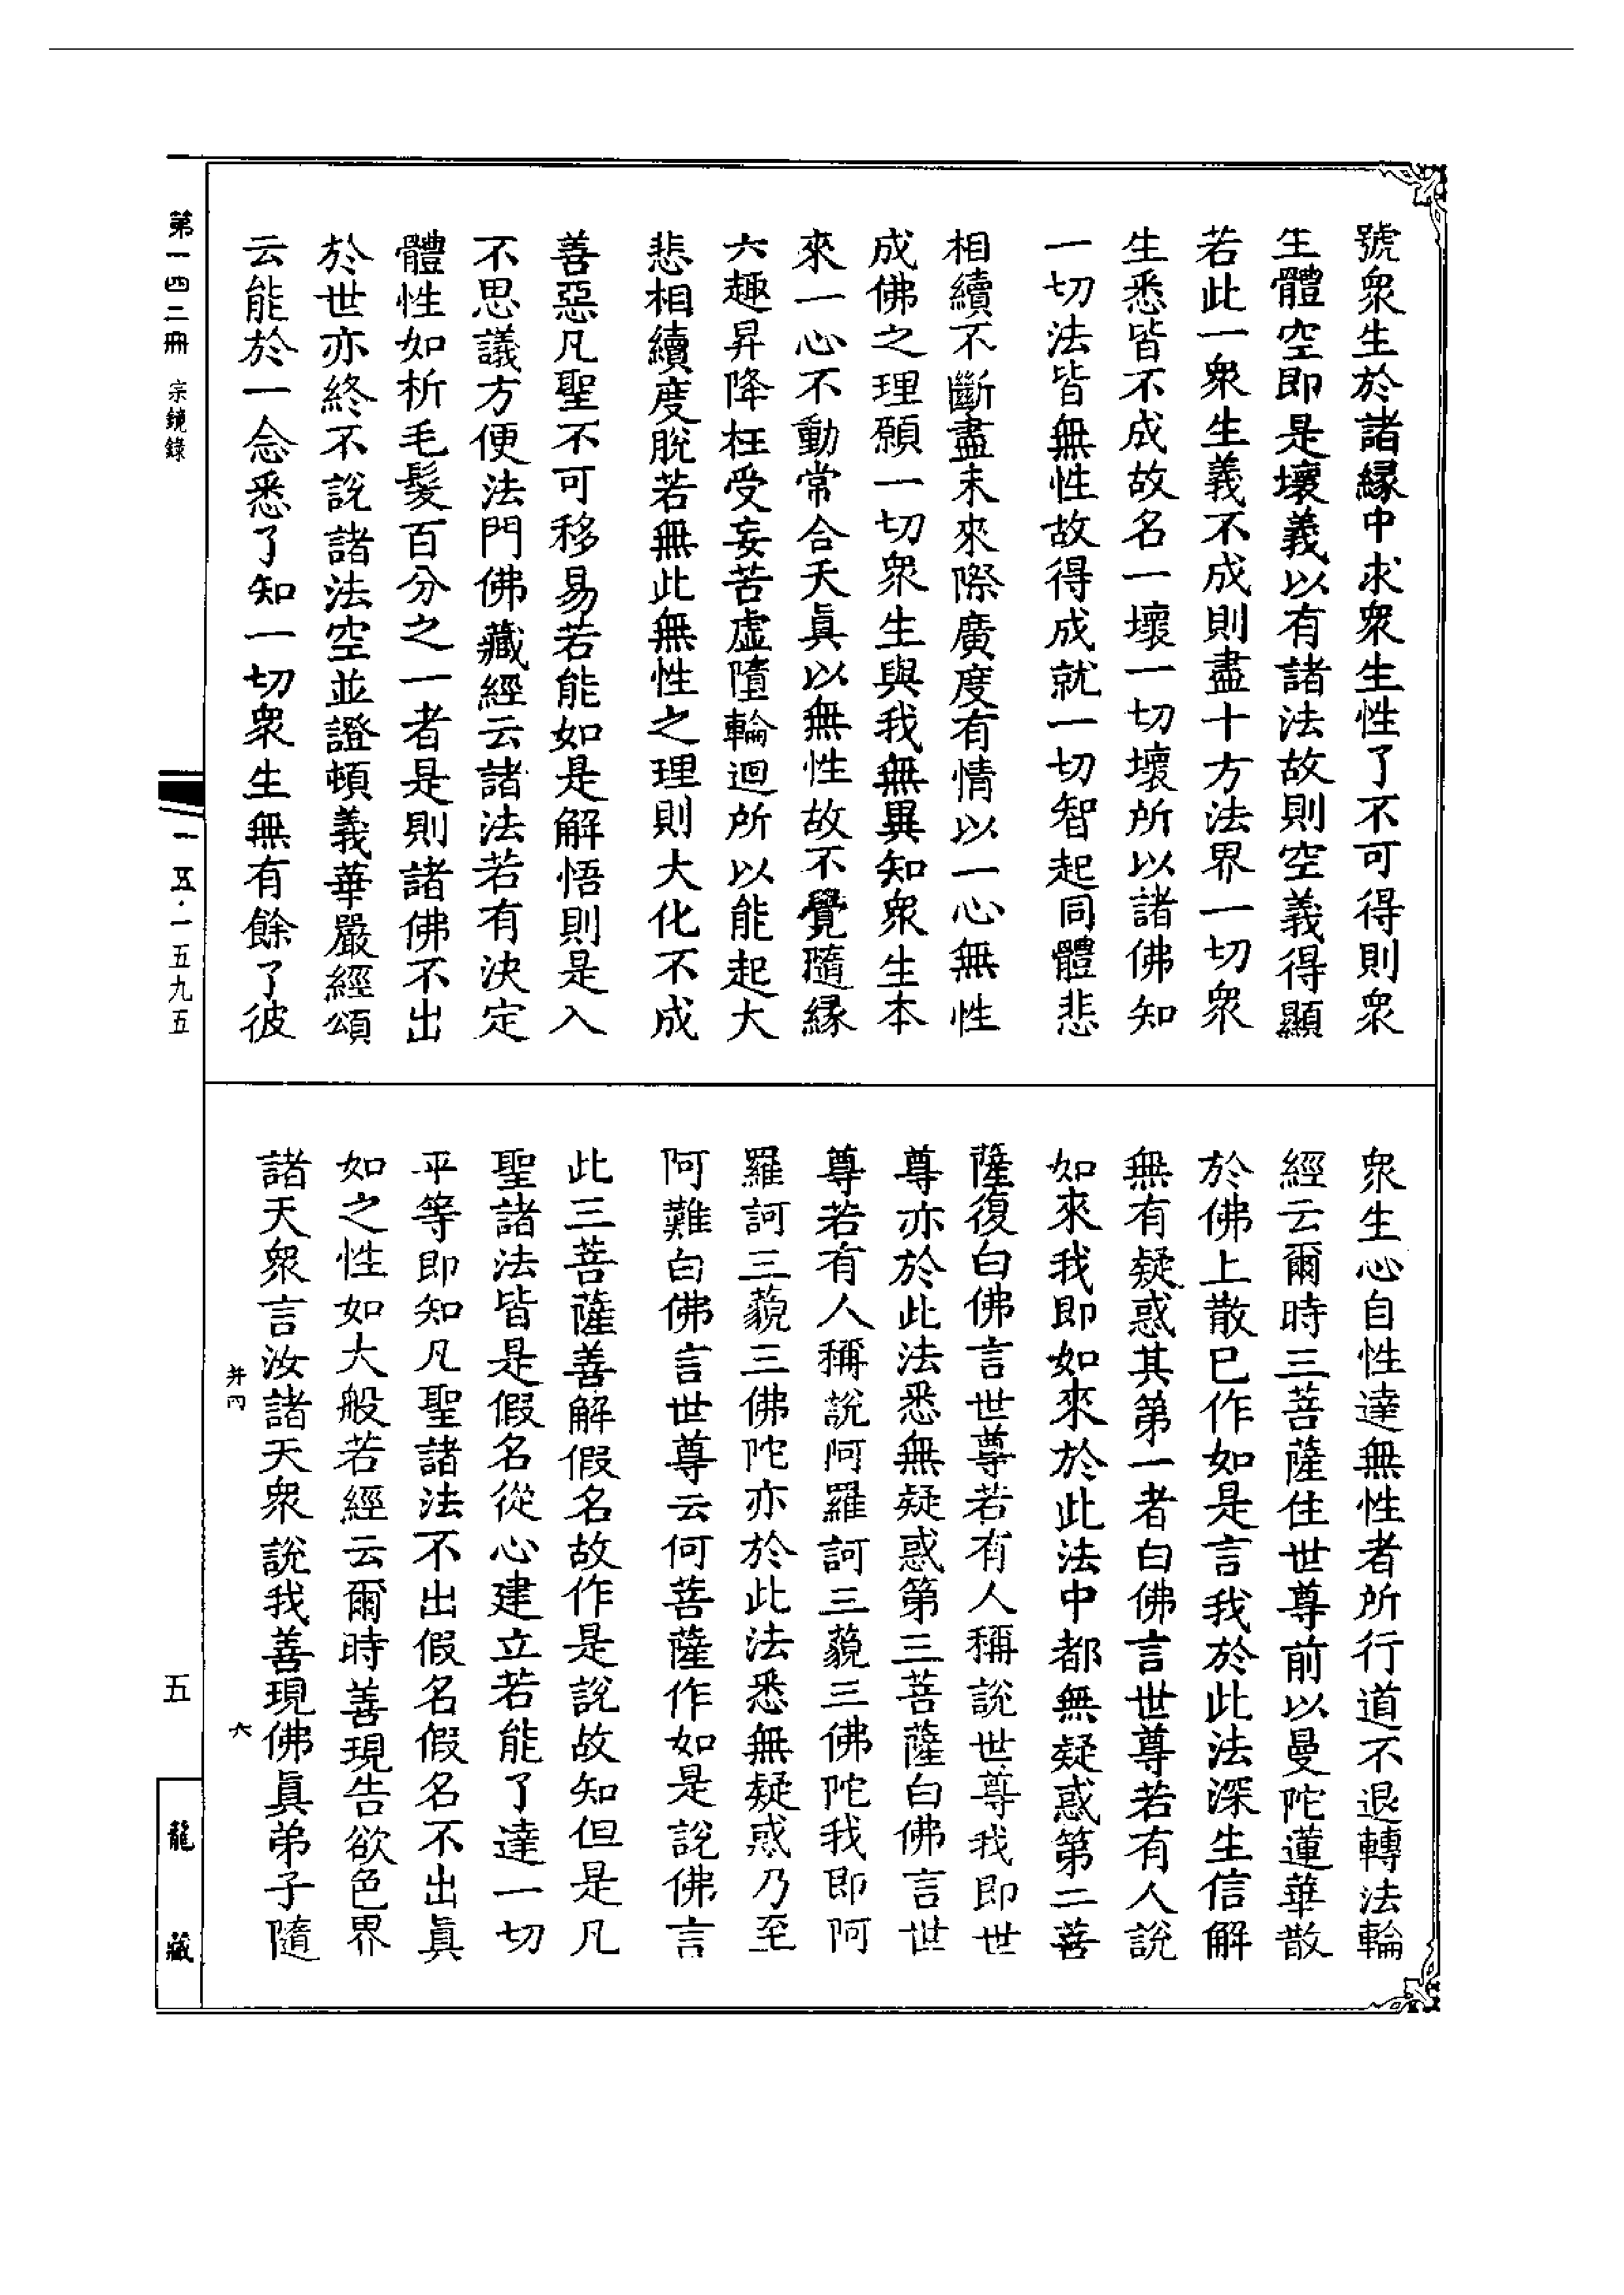 號衆生於諸緣中求衆生性了不可得則衆
生體空即是壞義以有諸法故則空義得顯
若此一衆生義不成則盡十方法界一切衆
生悉皆不成故名一壞一切壞所以諸佛知
一切法皆無性故得成就一切智起同體悲
相續不斷盡未來際廣度有情以一心無性
成佛之理願一切衆生與我無異知衆生本
來一心不動常合天眞以無性故不覺隨緣
六趣昇降枉受妄苦虛墮輪迴所以能起大
悲相續度脫若無此無性之理則大化不成
善惡凡聖不可移易若能如是解悟則是入
不思議方便法門佛藏經云諸法若有決定
體性如析毛髮百分之一者是則諸佛不出
於世亦終不說諸法空並證頓義華嚴經頌
云能於一念悉了知一切衆生無有餘了彼
衆生心自性達無性者所行道不退轉法輪
經云爾時三菩薩住世尊前以曼陀蓮華散
於佛上散已作如是言我於此法深生信解
無有疑惑其第一者白佛言世尊若有人說
如來我即如來於此法中都無疑惑第二菩
薩復白佛言世尊若有人稱說世尊我即世
尊亦於此法悉無疑惑第三菩薩白佛言世
尊若有人稱說阿羅訶三藐三佛陀我即阿
羅訶三藐三佛陀亦於此法悉無疑惑乃至
阿難白佛言世尊云何菩薩作如是說佛言
此三菩薩善解假名故作是說故知但是凡
聖諸法皆是假名從心建立若能了達一切
平等即知凡聖諸法不出假名假名不出眞
如之性如大般若經云爾時善現告欲色界
諸天衆言汝諸天衆說我善現佛眞弟子隨
并內
六
第一四二冊 宗鏡錄
一五·一五九五
五
龍藏